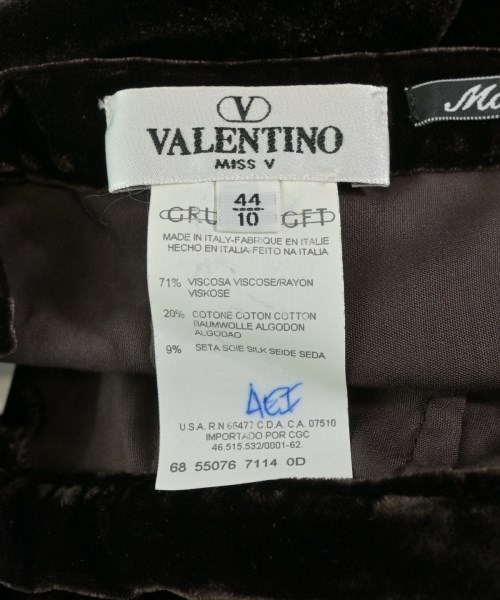 V
VALENTINO
MISS V
44
10
GFT
MADE IN ITALY-FABRIQUE EN ITALIE
HECHO EN ITALIA-FEITO NA ITALIA
71% VISCOSA VISCOSE/RAYON
VISKOSE
20% COTONE COTON COTTON
BAUMWOLLE ALGODON
ALGODAO
9% SETA SOIE SILK SEIDE SEDA
U.S.A. R.N 66477 C.D.A. C.A. 07510
IMPORTADO POR CGC
46.515.532/0001-62.
68 55076 7114 0D